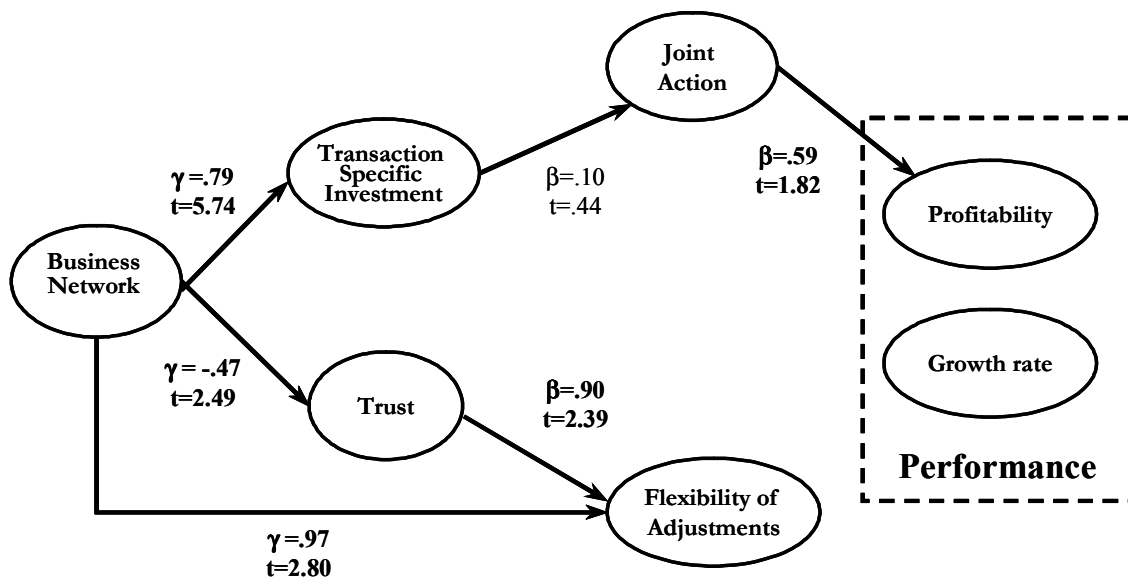 Joint
Action
Transaction
Specific
Investment
γ =.79
t=5.74
β=.10
t=.44
β=.59
t=1.82
Profitability
Business
Network
Growth rate
γ = -.47
t=2.49
Trust
β=.90
t=2.39
Performance
Flexibility of
Adjustments
γ =.97
t=2.80